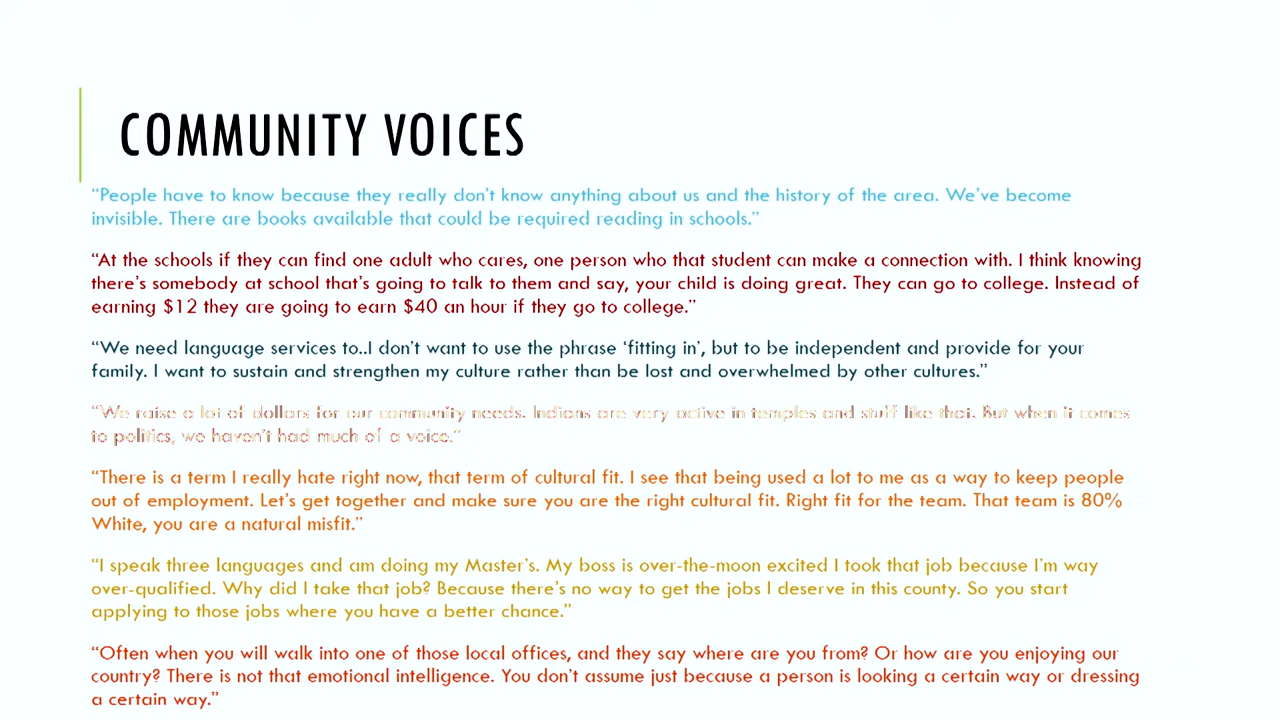 COMMUNITY VOICES
“People have to know because they really don’t know anything about us and the history of the area. We’ve become
invisible. There are books available that could be required reading in schools.”
“At the schools if they can find one adult who cares, one person who that student can make a connection with. I think knowing
there’s somebody at school that’s going to talk to them and say, your child is doing great. They can go to college. Instead of
earning $12 they are going to earn $40 an hour if they go to college.”
“We need language services to..I don’t want to use the phrase ‘fitting in’, but to be independent and provide for your
family. I want to sustain and strengthen my culture rather than be lost and overwhelmed by other cultures.”
“We raise a lot of dollars for our community needs. Indians are very active in temples and stuff like that. But when it comes
to politics, we haven’t had much of a voice.”
“There is a term I really hate right now, that term of cultural fit. I see that being used a lot to me as a way to keep people
out of employment. Let’s get together and make sure you are the right cultural fit. Right fit for the team. That team is 80%
White, you are a natural misfit.”
“I speak three languages and am doing my Master’s. My boss is over-the-moon excited I took that job because I’m way
over-qualified. Why did I take that job? Because there’s no way to get the jobs I deserve in this county. So you start
applying to those jobs where you have a better chance.”
“Often when you will walk into one of those local offices, and they say where are you from? Or how are you enjoying our
country? There is not that emotional intelligence. You don’t assume just because a person is looking a certain way or dressing
a certain way.”